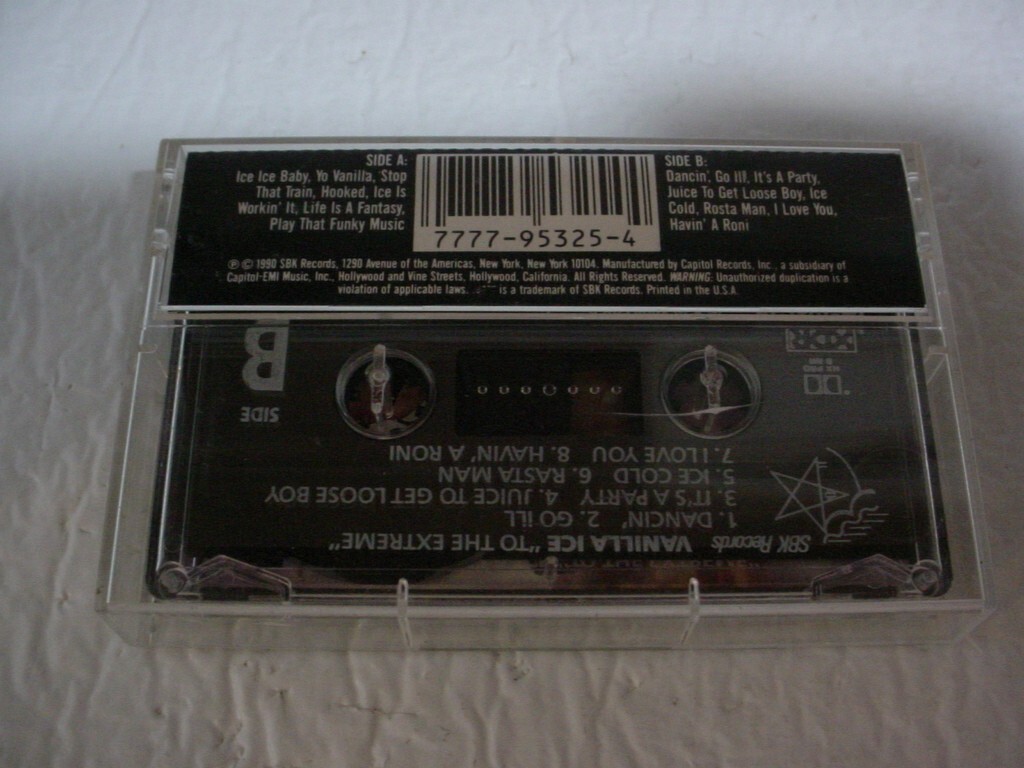 SIDE A:
Ice Ice Baby, Yo Vanilla, Stop
That Train, Hooked, Ice Is
Workin' It, Life Is A Fantasy,
Play That Funky Music
7777-95325-4
SIDE B:
Dancin', Go Ill, It's A Party,
Juice To Get Loose Boy, Ice
Cold, Rosta Man, I Love You,
Havin' A Roni
℗ © 1990 SBK Records, 1290 Avenue of the Americas, New York, New York 10104. Manufactured by Capitol Records, Inc., a subsidiary of
Capitol-EMI Music, Inc., Hollywood and Vine Streets, Hollywood, California. All Rights Reserved. WARNING: Unauthorized duplication is a
violation of applicable laws. is a trademark of SBK Records. Printed in the U.S.A.
SBK Records VANILLA ICE "TO THE EXTREME"
1. DANCIN' 2. GO iLL
3. IT'S A PARTY 4. JUICE TO GET LOOSE BOY
5. ICE COLD 6. RASTA MAN
7. I LOVE YOU 8. HAVIN' A RONI
SIDE
B
HX PRO